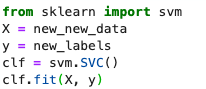 from sklearn import svm
X = new_new_data
y = new_labels
clf = svm.SVC()
clf.fit(X, y)